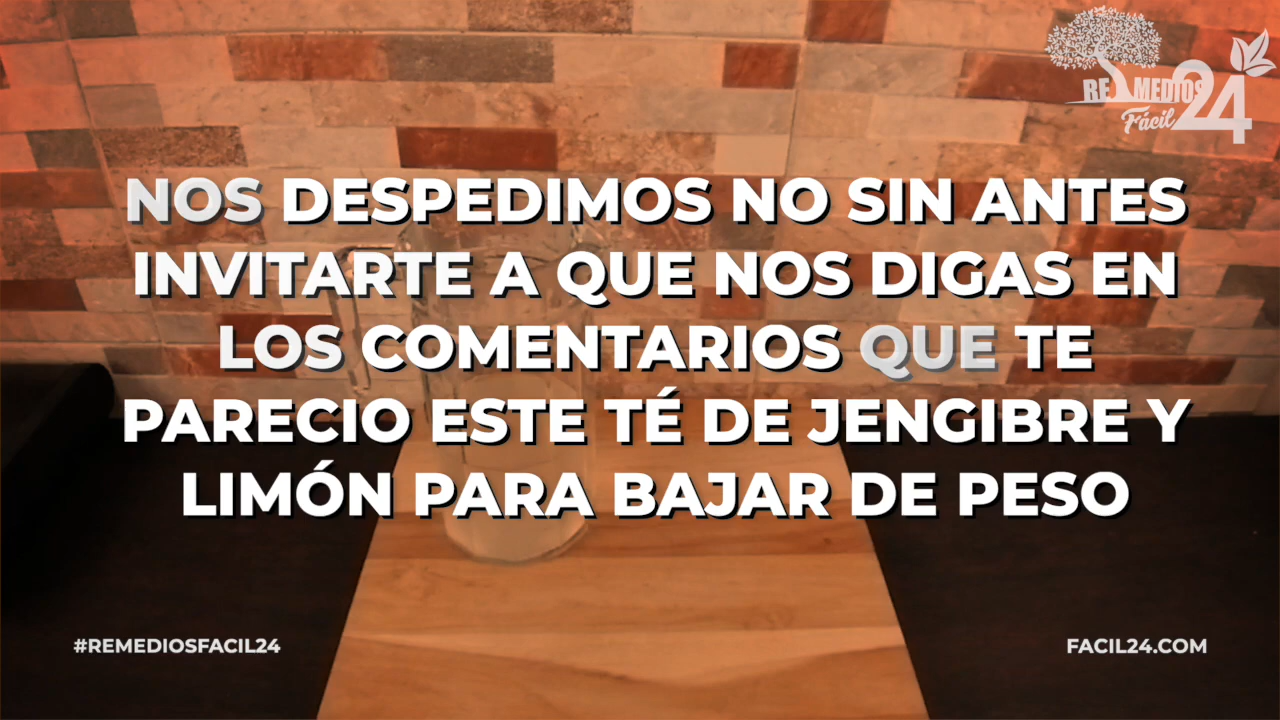 REMEDIOS
Fácil 24
NOS DESPEDIMOS NO SIN ANTES
INVITARTE A QUE NOS DIGAS EN
LOS COMENTARIOS QUE TE
PARECIO ESTE TÉ DE JENGIBRE Y
LIMÓN PARA BAJAR DE PESO
#REMEDIOSFACIL24
FACIL24.COM